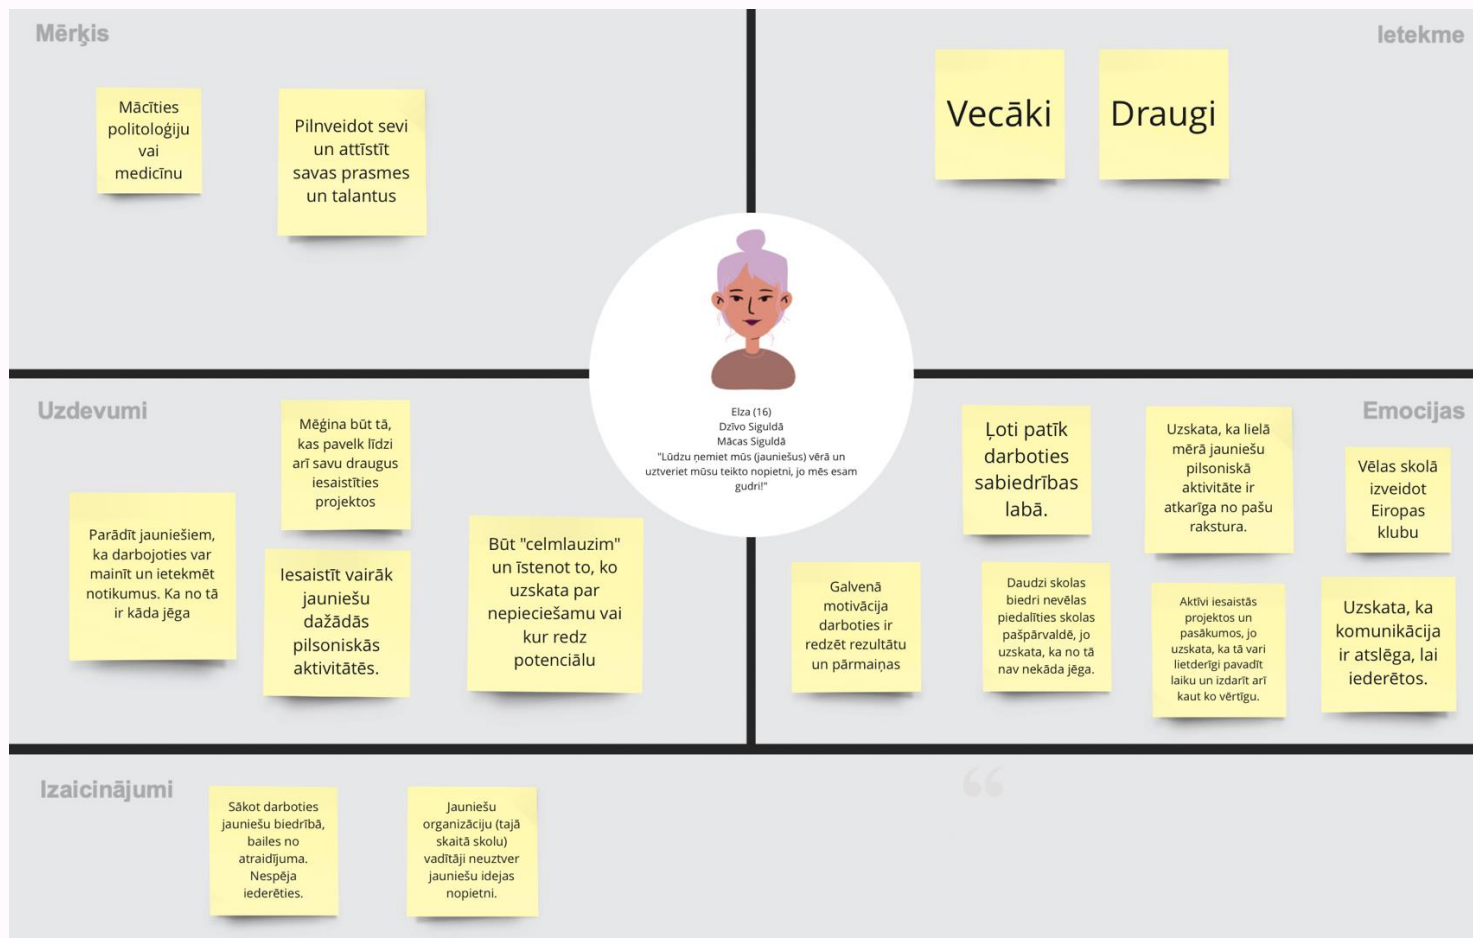 Mērķis
Mācīties
politoloģiju
vai
medicīnu
Pilnveidot sevi
un attīstīt
savas prasmes
un talantus
Ietekme
Vecāki
Draugi
Elza (16)
Dzīvo Siguldā
Mācas Siguldā
"Lūdzu ņemiet mūs (jauniešus) vērā un
uztveriet mūsu teikto nopietni, jo mēs esam
gudri!"
Uzdevumi
Mēģina būt tā,
kas pavelk līdzi
arī savu draugus
iesaistīties
projektos
Parādīt jauniešiem,
ka darbojoties var
mainīt un ietekmēt
notikumus. Ka no tā
ir kāda jēga
Iesaistīt vairāk
jauniešu
dažādās
pilsoniskās
aktivitātēs.
Būt "celmlauzim"
un īstenot to, ko
uzskata par
nepieciešamu vai
kur redz
potenciālu
Emocijas
Ļoti patīk
darboties
sabiedrības
labā.
Uzskata, ka lielā
mērā jauniešu
pilsoniskā
aktivitāte ir
atkarīga no pašu
rakstura.
Vēlas skolā
izveidot
Eiropas
klubu
Galvenā
motivācija
darboties ir
redzēt rezultātu
un pārmaiņas
Daudzi skolas
biedri nevēlas
piedalīties skolas
pašpārvaldē, jo
uzskata, ka no tā
nav nekāda jēga.
Aktīvi iesaistās
projektos un
pasākumos, jo
uzskata, ka tā vari
lietderīgi pavadīt
laiku un izdarīt arī
kaut ko vērtīgu.
Uzskata, ka
komunikācija
ir atslēga, lai
iederētos.
Izaicinājumi
Sākot darboties
jauniešu biedrībā,
bailes no
atraidījuma.
Nespēja
iederēties.
Jauniešu
organizāciju (tajā
skaitā skolu)
vadītāji neuztver
jauniešu idejas
nopietni.
“